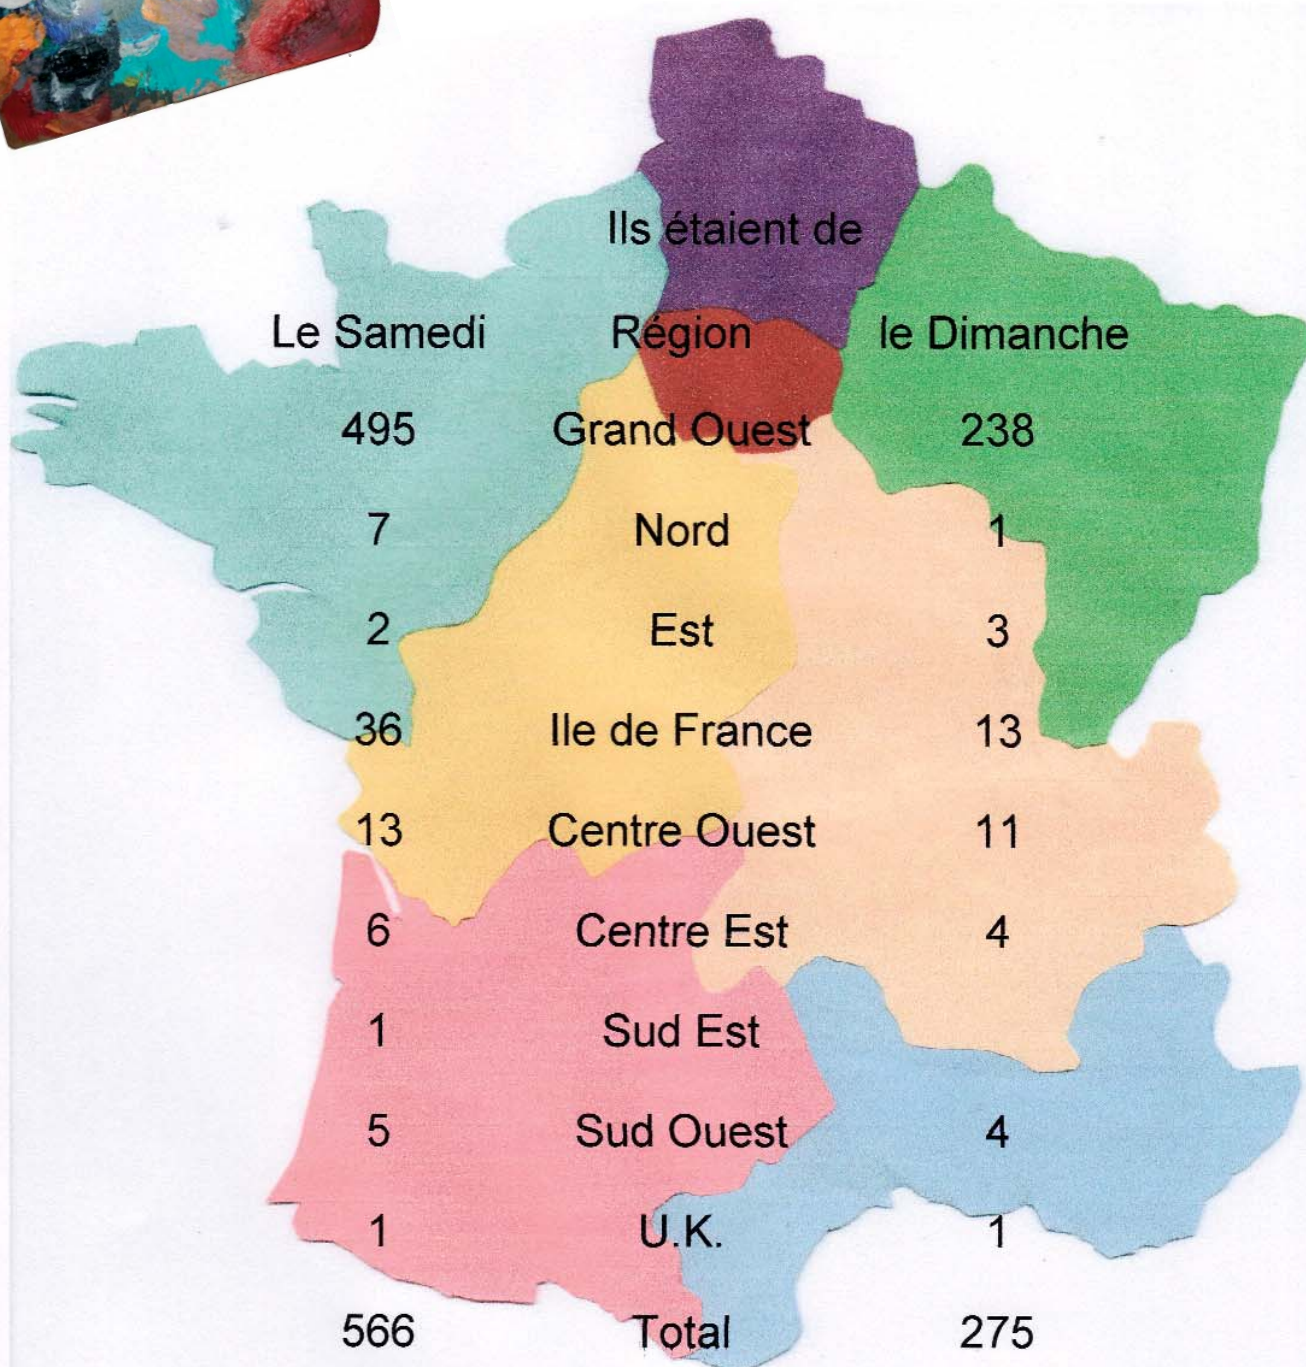 Ils étaient de
Le Samedi Région le Dimanche
495 Grand Ouest 238
7 Nord 1
2 Est 3
36 Ile de France 13
13 Centre Ouest 11
6 Centre Est 4
1 Sud Est
5 Sud Ouest 4
1 U.K. 1
566 Total 275